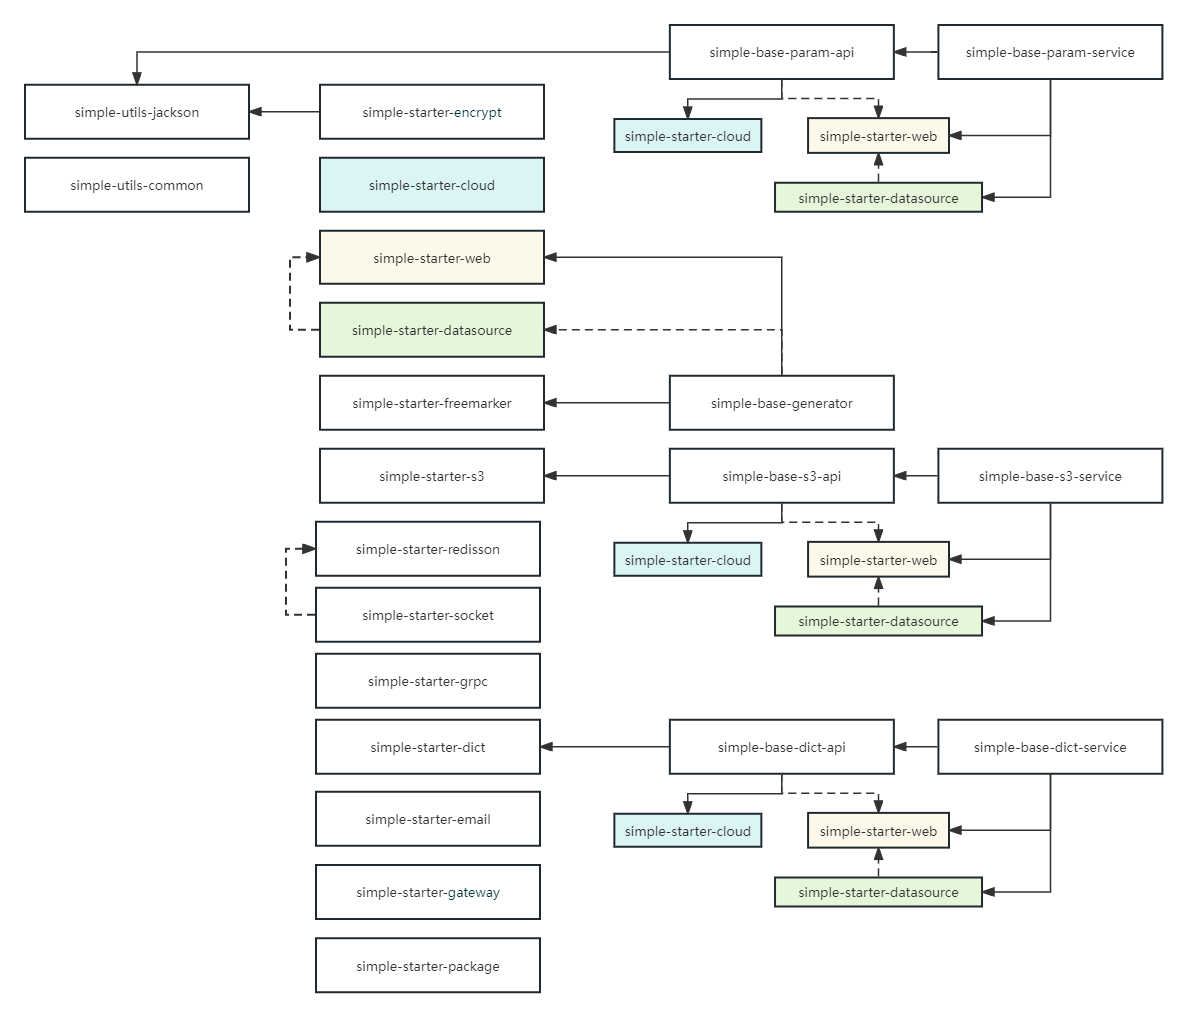 simple-base-param-api
simple-base-param-service
simple-utils-jackson
simple-starter-encrypt
simple-starter-cloud
simple-starter-web
simple-utils-common
simple-starter-cloud
simple-starter-datasource
simple-starter-web
simple-starter-datasource
simple-starter-freemarker
simple-base-generator
simple-starter-s3
simple-base-s3-api
simple-base-s3-service
simple-starter-redisson
simple-starter-cloud
simple-starter-web
simple-starter-socket
simple-starter-datasource
simple-starter-grpc
simple-starter-dict
simple-base-dict-api
simple-base-dict-service
simple-starter-email
simple-starter-cloud
simple-starter-web
simple-starter-gateway
simple-starter-datasource
simple-starter-package